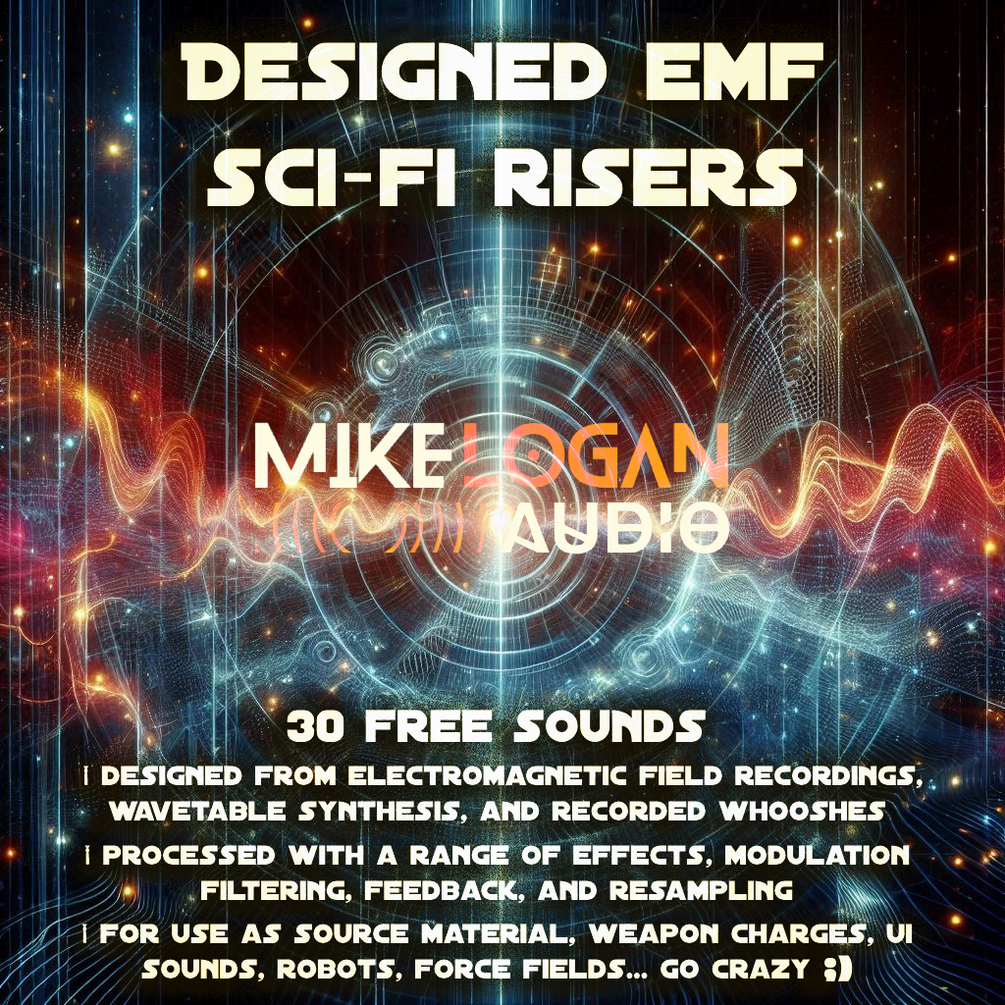 DESIGNED EMF
SCI-FI RISERS
MIKE LOGAN
AUDIO
30 FREE SOUNDS
| DESIGNED FROM ELECTROMAGNETIC FIELD RECORDINGS,
WAVETABLE SYNTHESIS, AND RECORDED WHOOSHES
| PROCESSED WITH A RANGE OF EFFECTS, MODULATION
FILTERING, FEEDBACK, AND RESAMPLING
| FOR USE AS SOURCE MATERIAL, WEAPON CHARGES, UI
SOUNDS, ROBOTS, FORCE FIELDS... GO CRAZY ;)